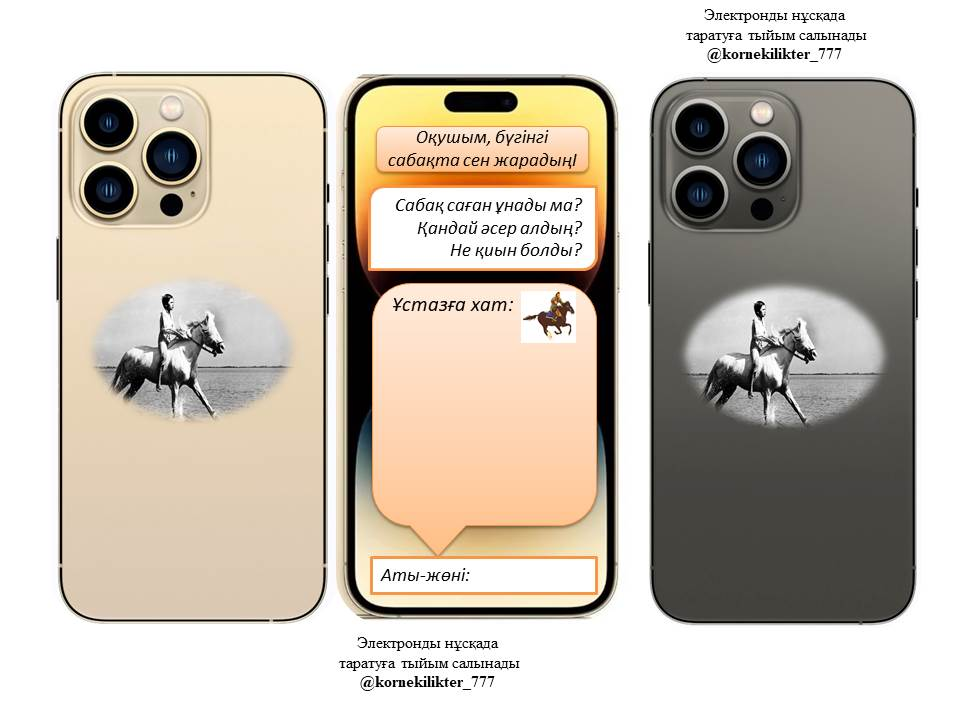 Электронды нұсқада
таратуға тыйым салынады
@kornekilikter_777
Оқушым, бүгінгі
сабақта сен жарадың!
Сабақ саған ұнады ма?
Қандай әсер алдың?
Не қиын болды?
Ұстазға хат:
Аты-жөні:
Электронды нұсқада
таратуға тыйым салынады
@kornekilikter_777